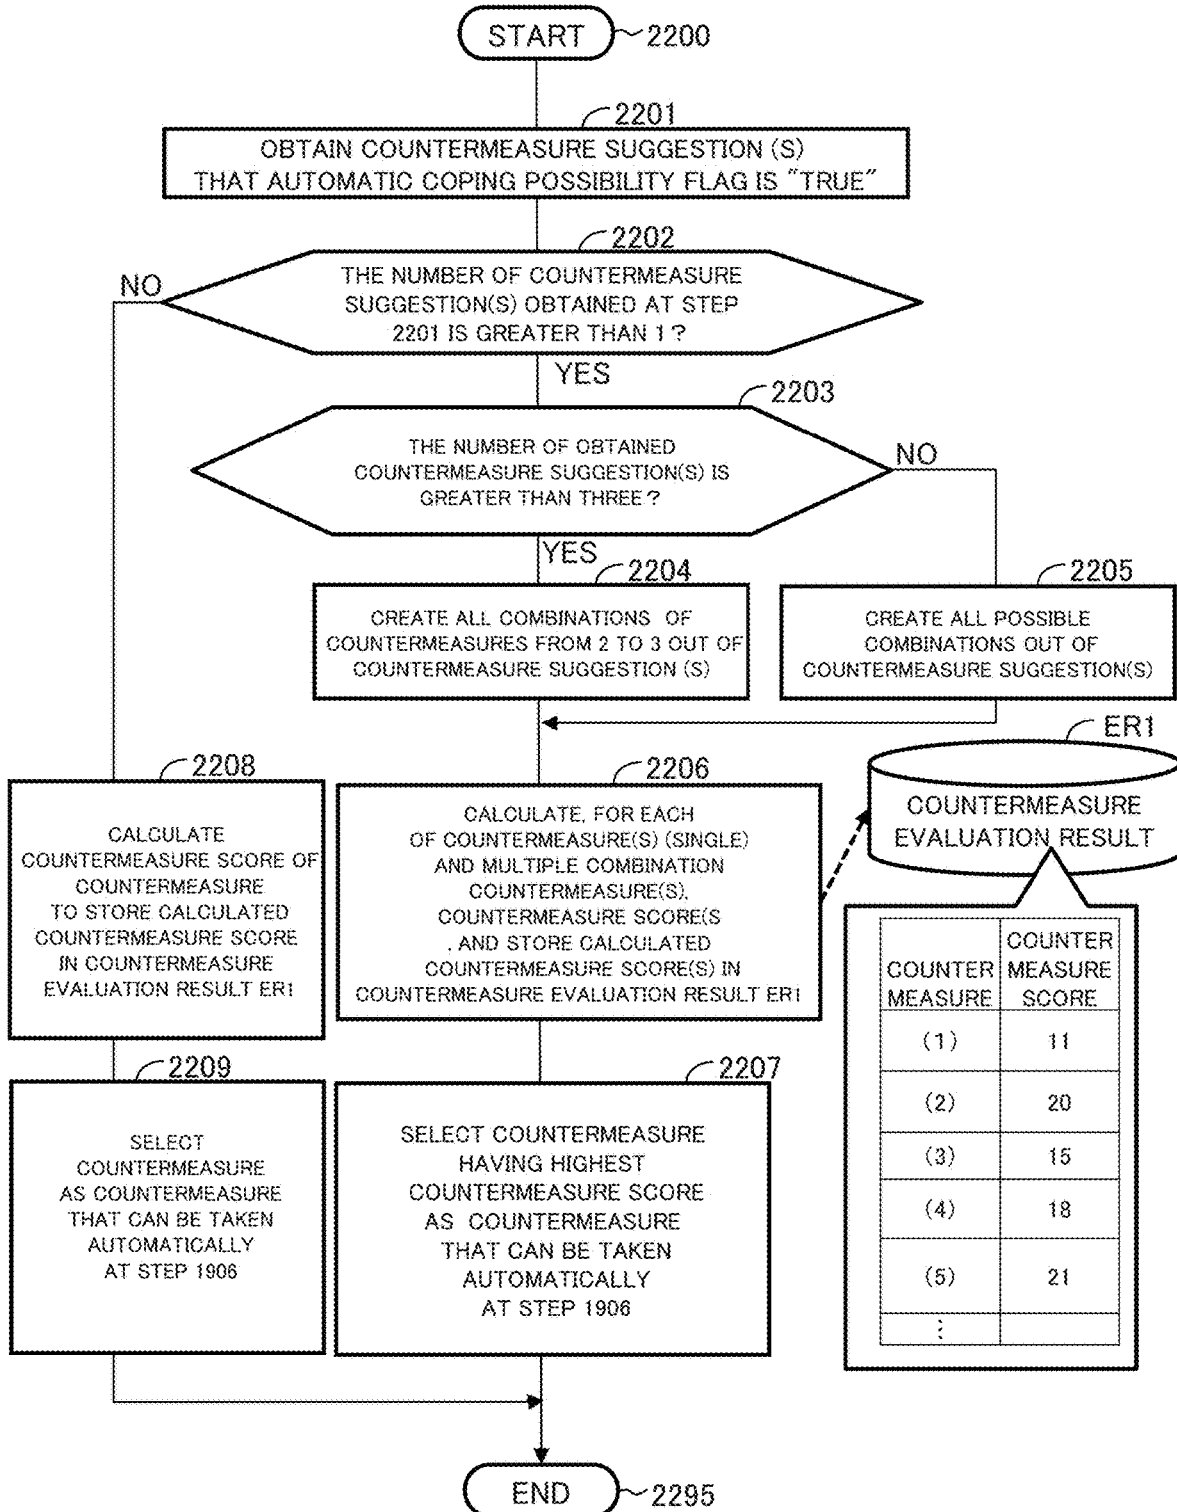 START
2200
2201
OBTAIN COUNTERMEASURE SUGGESTION (S)
THAT AUTOMATIC COPING POSSIBILITY FLAG IS "TRUE"
2202
THE NUMBER OF COUNTERMEASURE
SUGGESTION(S) OBTAINED AT STEP
2201 IS GREATER THAN 1 ?
NO
YES
2203
THE NUMBER OF OBTAINED
COUNTERMEASURE SUGGESTION(S) IS
GREATER THAN THREE ?
NO
YES
2204
CREATE ALL COMBINATIONS OF
COUNTERMEASURES FROM 2 TO 3 OUT OF
COUNTERMEASURE SUGGESTION (S)
2205
CREATE ALL POSSIBLE
COMBINATIONS OUT OF
COUNTERMEASURE SUGGESTION(S)
2208
CALCULATE
COUNTERMEASURE SCORE OF
COUNTERMEASURE
TO STORE CALCULATED
COUNTERMEASURE SCORE
IN COUNTERMEASURE
EVALUATION RESULT ER1
2206
CALCULATE, FOR EACH
OF COUNTERMEASURE(S) (SINGLE)
AND MULTIPLE COMBINATION
COUNTERMEASURE(S),
COUNTERMEASURE SCORE(S
, AND STORE CALCULATED
COUNTERMEASURE SCORE(S) IN
COUNTERMEASURE EVALUATION RESULT ER1
ER1
COUNTERMEASURE
EVALUATION RESULT
COUNTER
MEASURE
COUNTER
MEASURE
SCORE
(1) 11
(2) 20
(3) 15
(4) 18
(5) 21
⋮
2209
SELECT
COUNTERMEASURE
AS COUNTERMEASURE
THAT CAN BE TAKEN
AUTOMATICALLY
AT STEP 1906
2207
SELECT COUNTERMEASURE
HAVING HIGHEST
COUNTERMEASURE SCORE
AS COUNTERMEASURE
THAT CAN BE TAKEN
AUTOMATICALLY
AT STEP 1906
END
2295